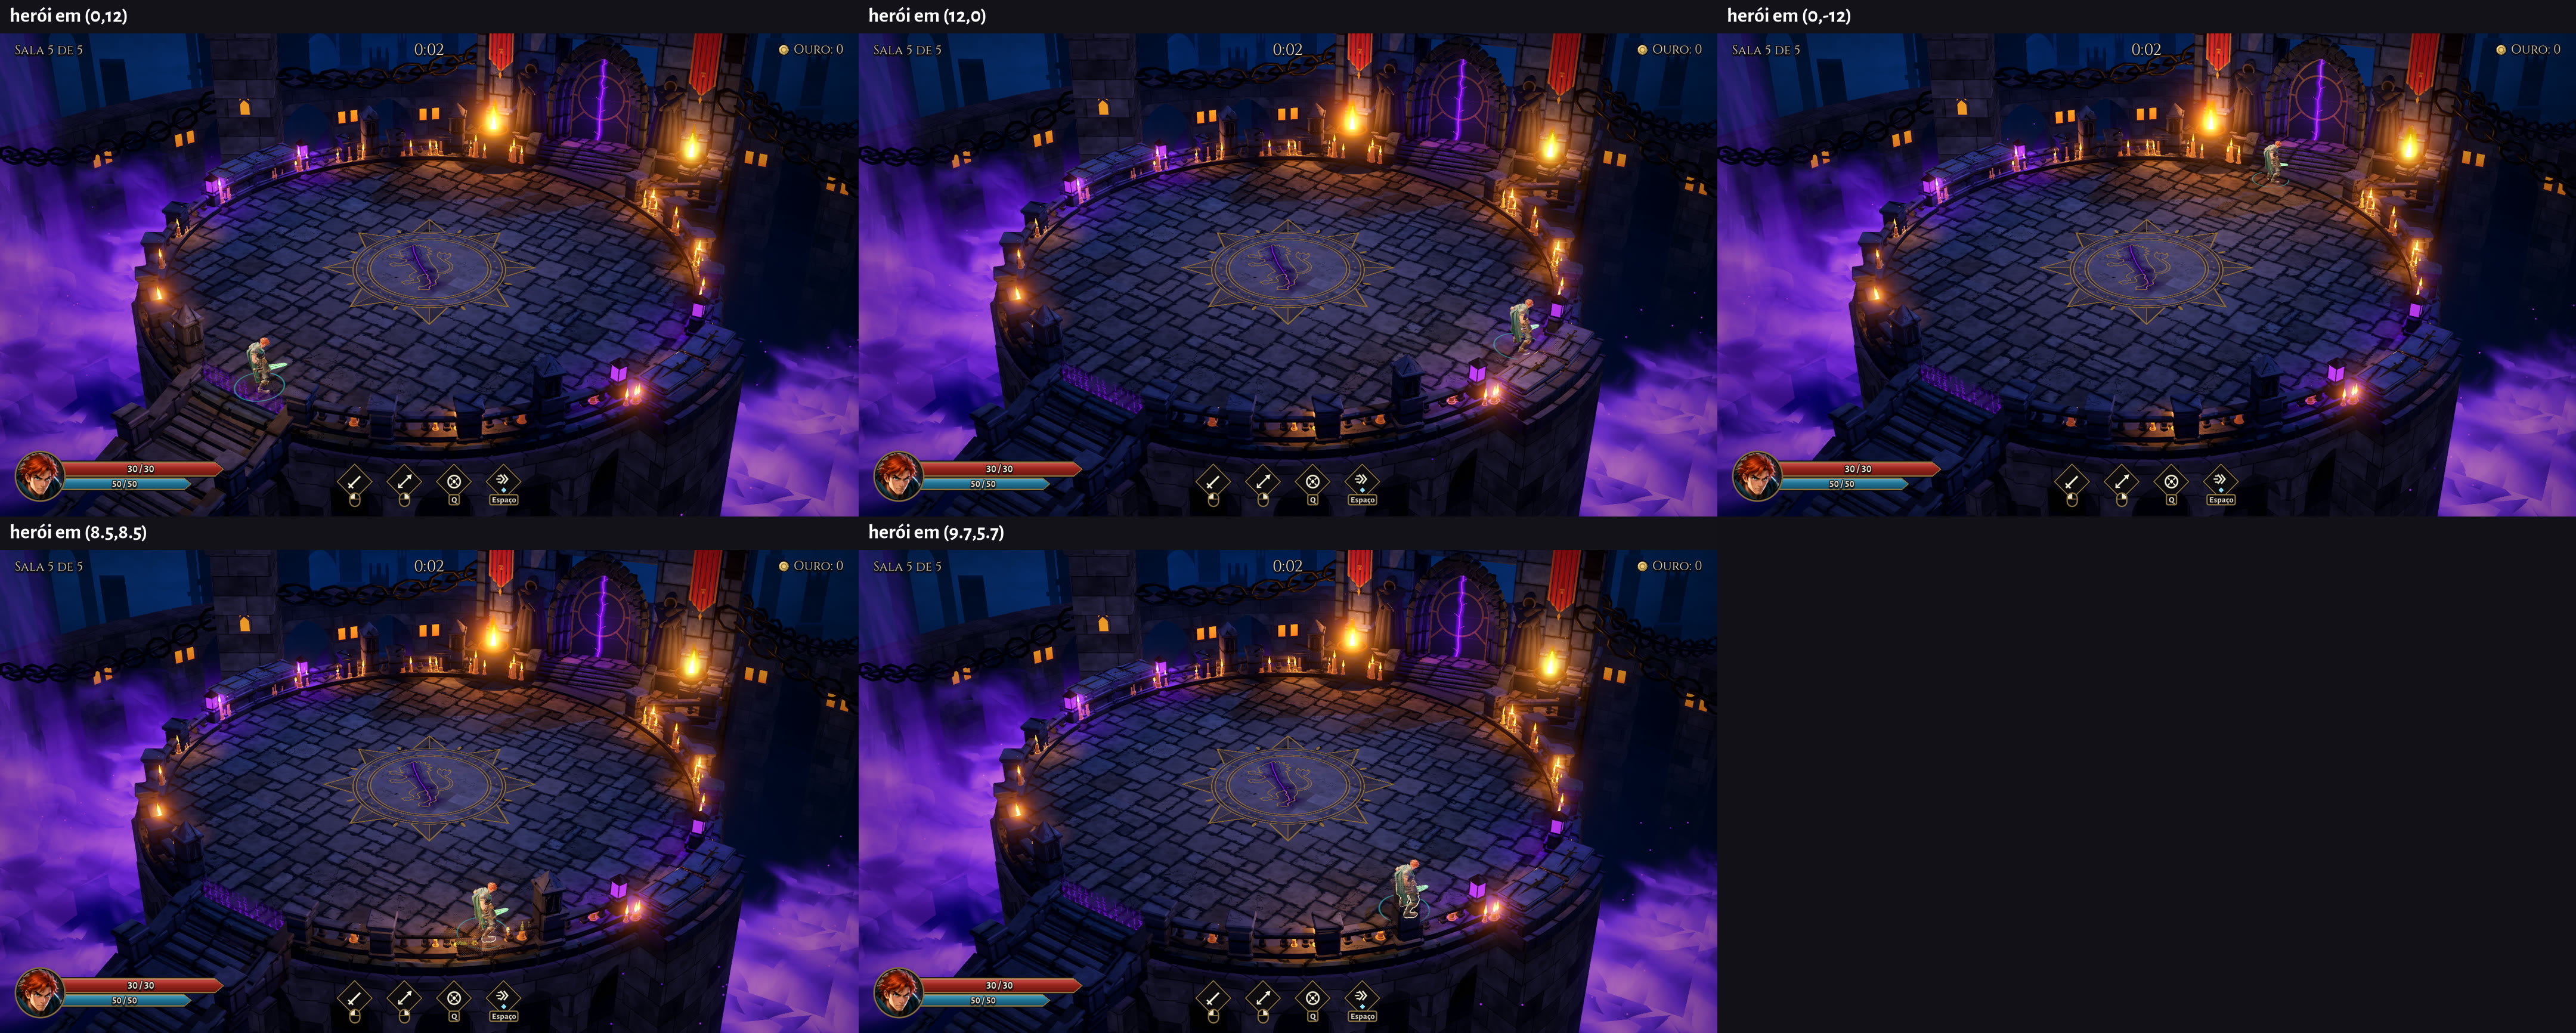 herói em (0,12)
SALA 5 DE 5
0:02
OURO: 0
30/30
50/50
Q
Espaço
herói em (12,0)
SALA 5 DE 5
0:02
OURO: 0
30/30
50/50
Q
Espaço
herói em (0,-12)
SALA 5 DE 5
0:02
OURO: 0
30/30
50/50
Q
Espaço
herói em (8.5,8.5)
SALA 5 DE 5
0:02
OURO: 0
30/30
50/50
Q
Espaço
herói em (9.7,5.7)
SALA 5 DE 5
0:02
OURO: 0
30/30
50/50
Q
Espaço